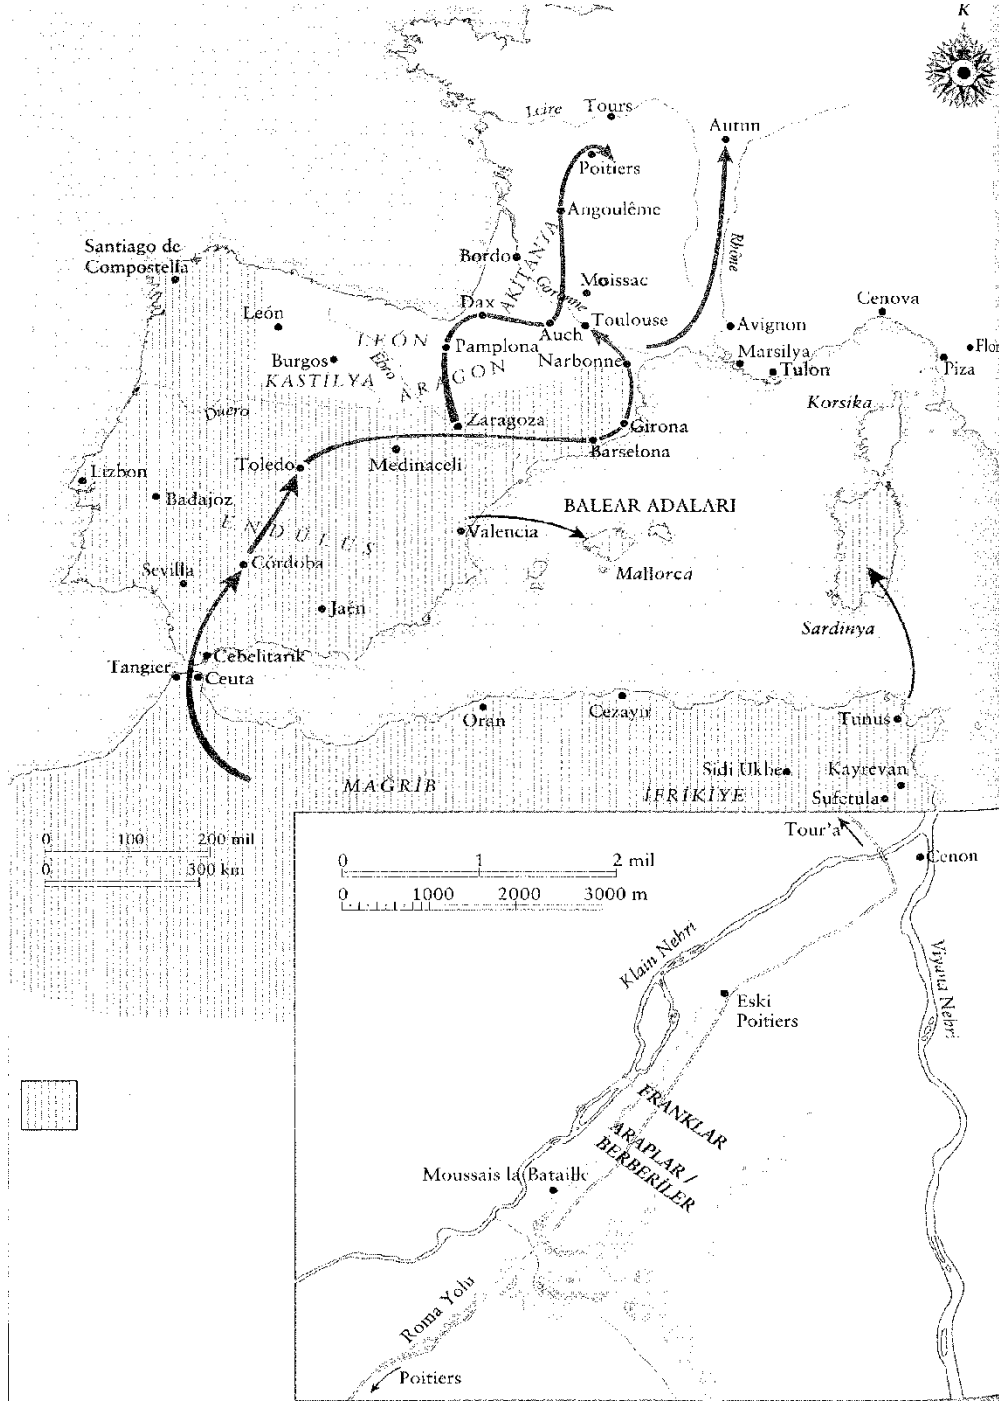 K
Loire
Tours
Autun
Poitiers
Angoulême
Rhône
Santiago de
Compostella
Bordo
AKİTANYA
Garonne
Moissac
Cenova
Dax
León
LEÓN
Auch
Toulouse
Avignon
Pamplona
Narbonne
Marsilya
Flor
Burgos
Ebro
Tulon
Piza
KASTİLYA
ARAGON
Korsika
Duero
Zaragoza
Girona
Barselona
Toledo
Medinaceli
Lizbon
Badajoz
BALEAR ADALARI
ENDÜLÜS
Valencia
Sevilla
Córdoba
Mallorca
Jaén
Sardinya
Cebelitarık
Tangier
Ceuta
Oran
Cezayir
Tunus
MAĞRİB
Sidi Ukbe
Kayrevan
İFRİKİYE
Sufetula
Tour'a
0 100 200 mil
0 300 km
0 1 2 mil
0 1000 2000 3000 m
Cenon
Klain Nehri
Viyana Nehri
Eski
Poitiers
FRANKLAR
ARAPLAR /
BERBERİLER
Moussais la Bataille
Roma Yolu
Poitiers